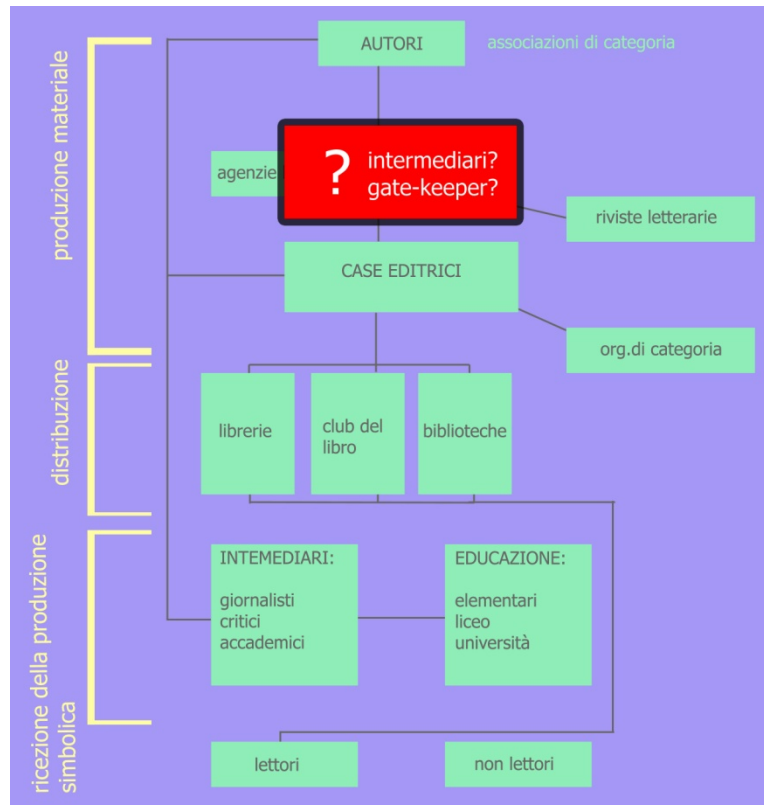 AUTORI
associazioni di categoria
produzione materiale
agenzie
? intermediari?
gate-keeper?
riviste letterarie
CASE EDITRICI
org.di categoria
distribuzione
librerie
club del
libro
biblioteche
ricezione della produzione
simbolica
INTEMEDIARI:
giornalisti
critici
accademici
EDUCAZIONE:
elementari
liceo
università
lettori
non lettori